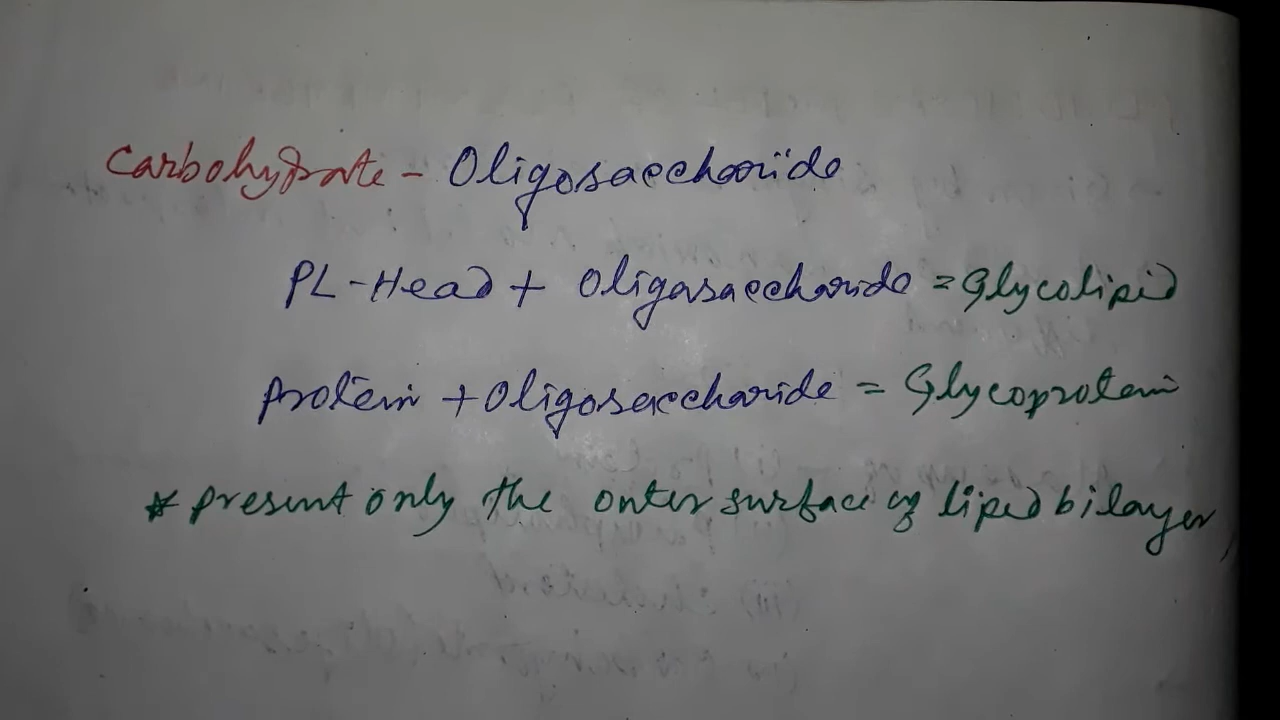 Carbohydrate - Oligosaccharide
PL-Head + Oligosaccharide = Glycolipid
Protein + Oligosaccharide = Glycoprotein
* present only the outer surface of lipid bilayer,